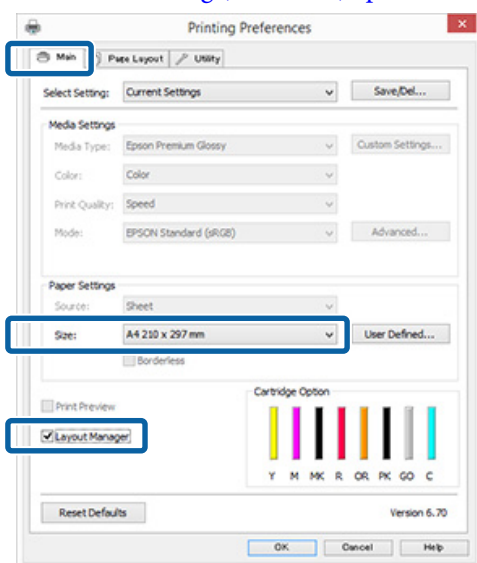 Printing Preferences
Main Page Layout Utility
Select Setting: Current Settings Save/Del...
Media Settings
Media Type: Epson Premium Glossy Custom Settings...
Color: Color
Print Quality: Speed
Mode: EPSON Standard (sRGB) Advanced...
Paper Settings
Source: Sheet
Size: A4 210 x 297 mm User Defined...
Borderless
Cartridge Option
Print Preview
Layout Manager
Y M MK R OR PK GO C
Reset Defaults Version 6.70
OK Cancel Help